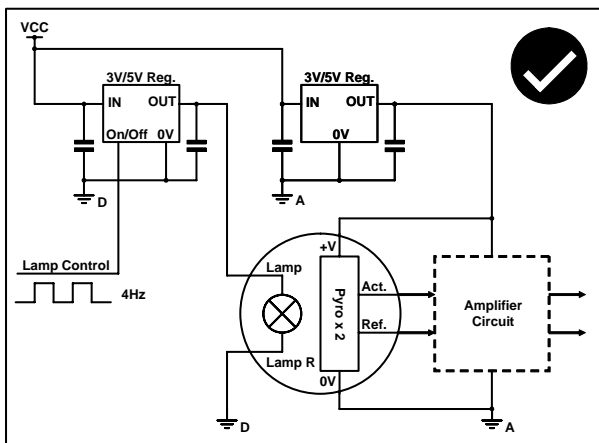 VCC
3V/5V Reg.
3V/5V Reg.
IN OUT
IN OUT
On/Off 0V
0V
D
A
Lamp Control
4Hz
+V
Lamp
Act.
Pyro x 2
Ref.
Amplifier
Circuit
Lamp R
0V
D
A